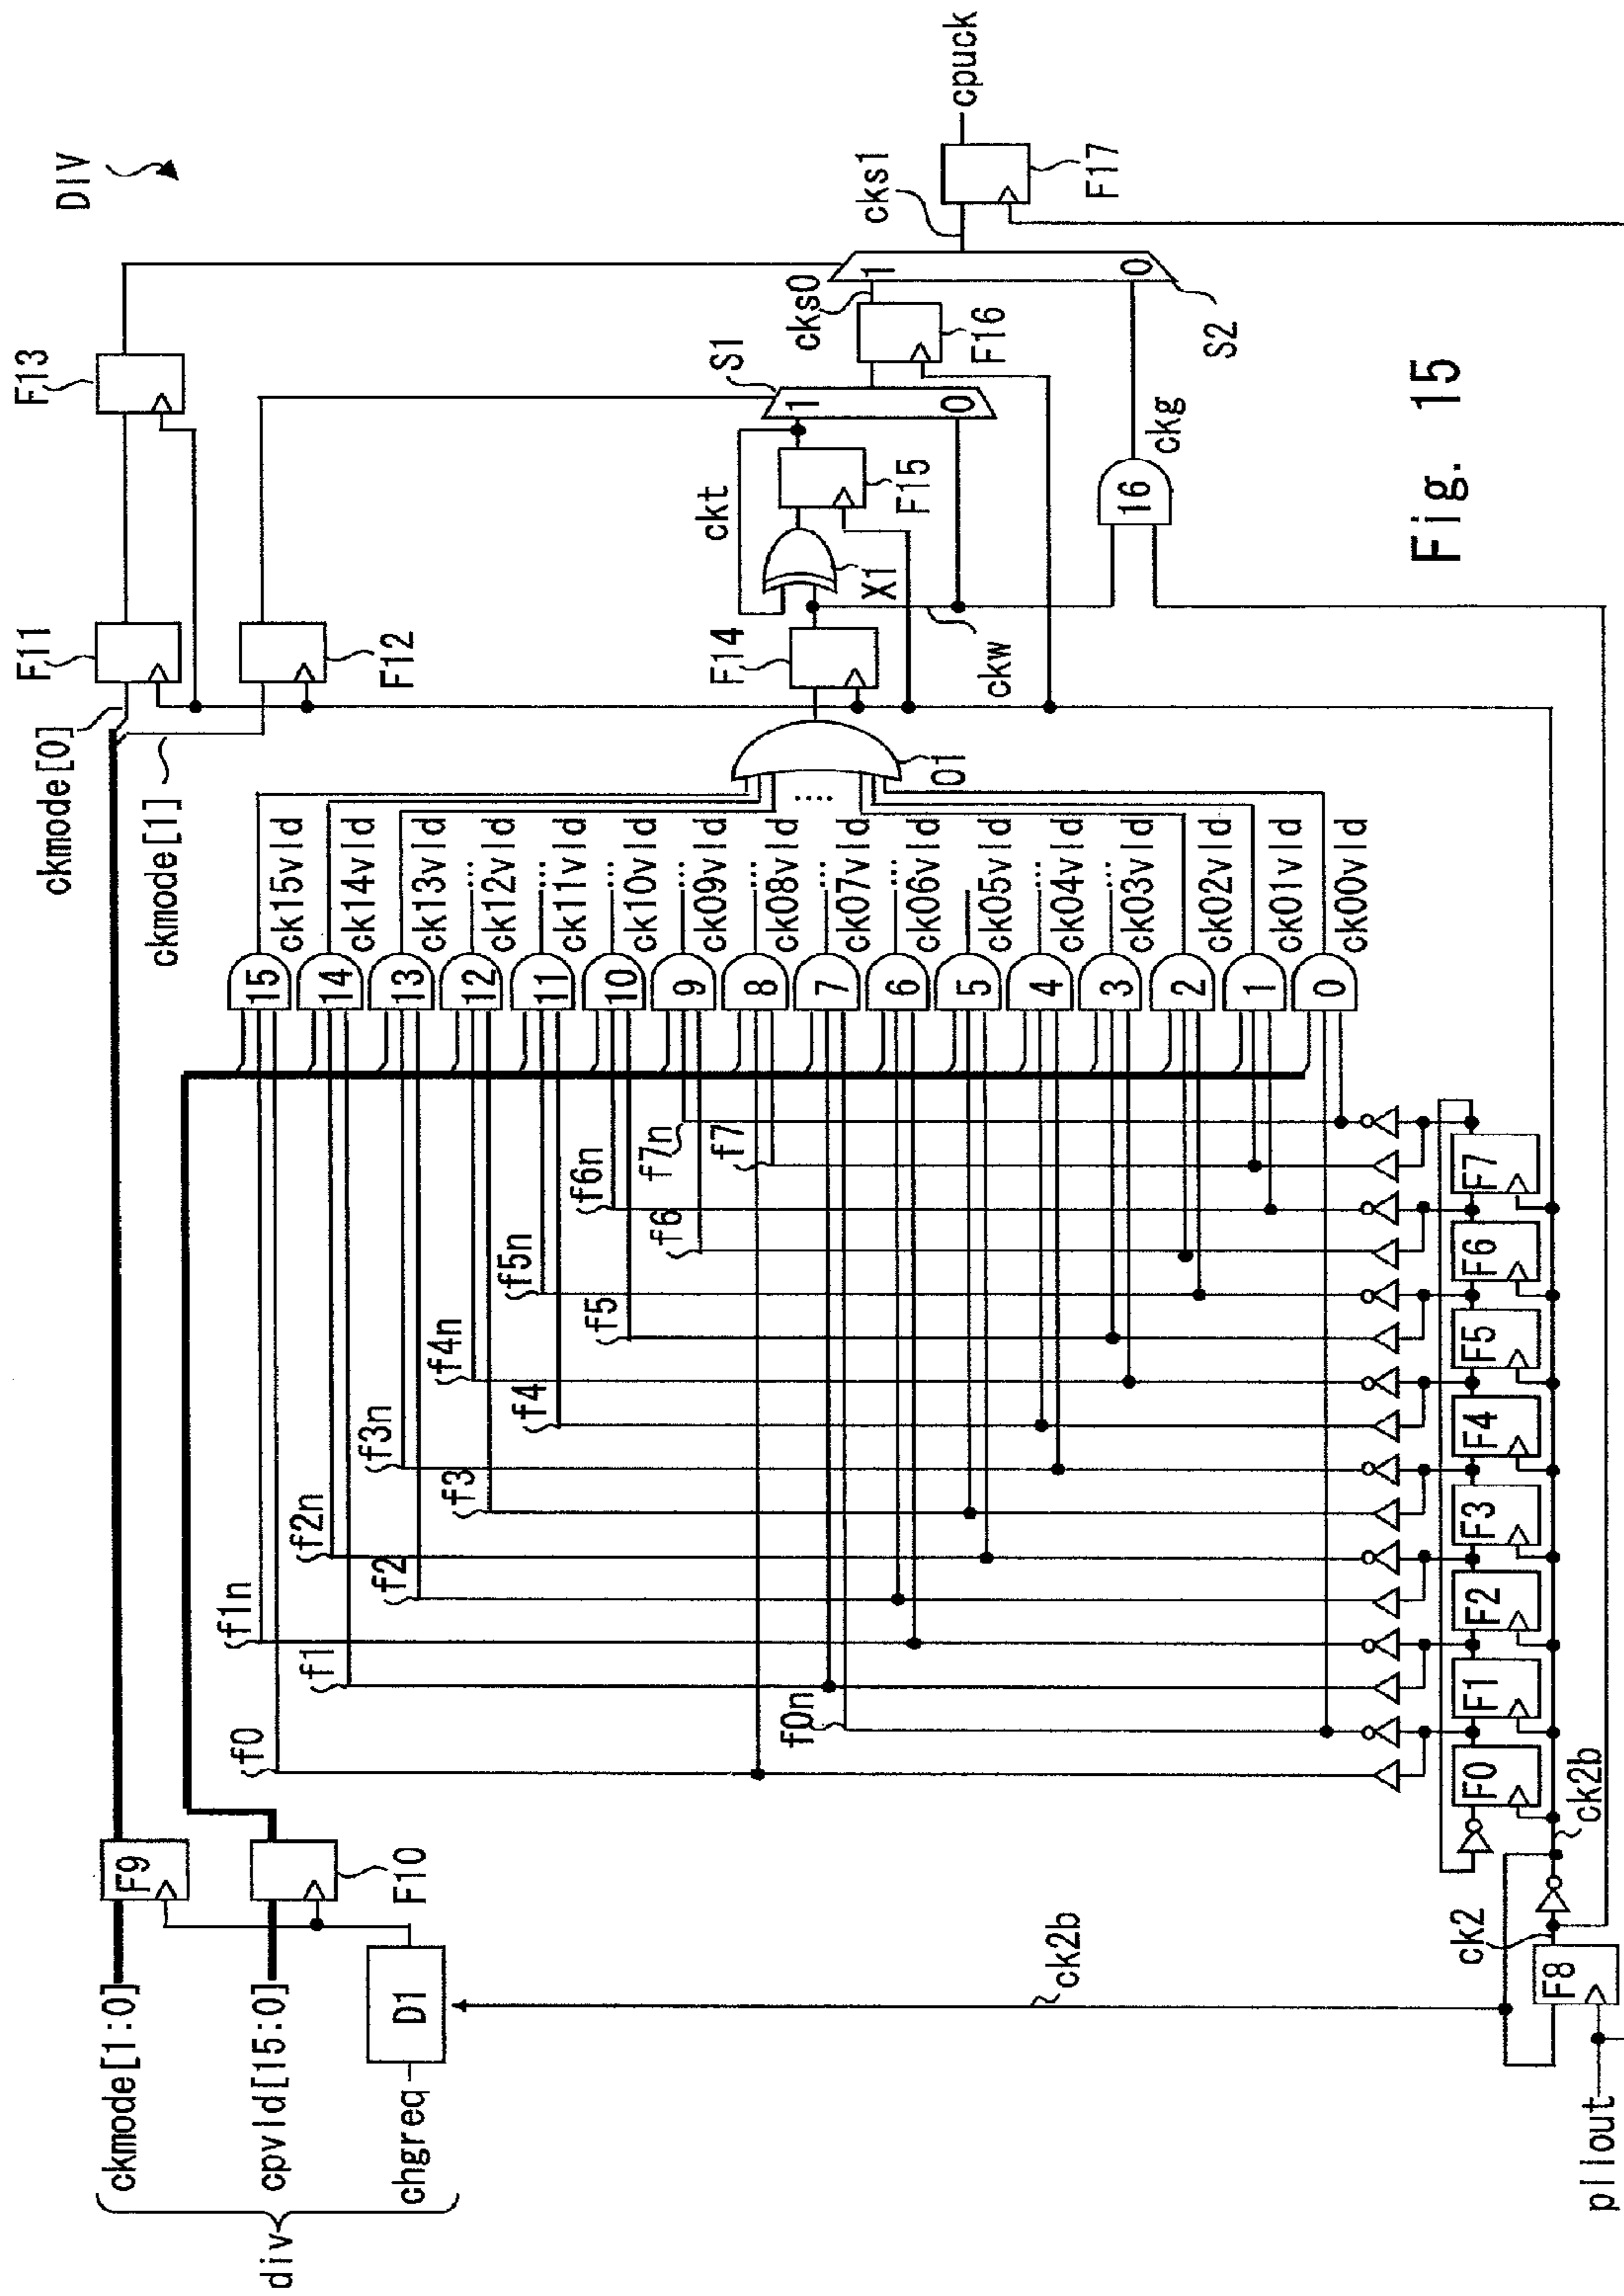 DIV
div
ckmode[1:0]
cpvld[15:0]
chgreq
D1
F9
F10
ckmode[0]
ckmode[1]
F11
F12
F13
f0
f1n
f1
f2n
f2
f3n
f3
f4n
f4
f5n
f5
f6n
f6
f7n
f7
f0n
15
14
13
12
11
10
9
8
7
6
5
4
3
2
1
0
ck15vld
ck14vld
ck13vld
ck12vld
ck11vld
ck10vld
ck09vld
ck08vld
ck07vld
ck06vld
ck05vld
ck04vld
ck03vld
ck02vld
ck01vld
ck00vld
O1
F14
ckt
X1
F15
S1
1
0
ckw
cks0
F16
1
0
S2
cks1
F17
cpuck
16
ckg
ck2b
pllout
F8
ck2
ck2b
F0
F1
F2
F3
F4
F5
F6
F7
Fig. 15